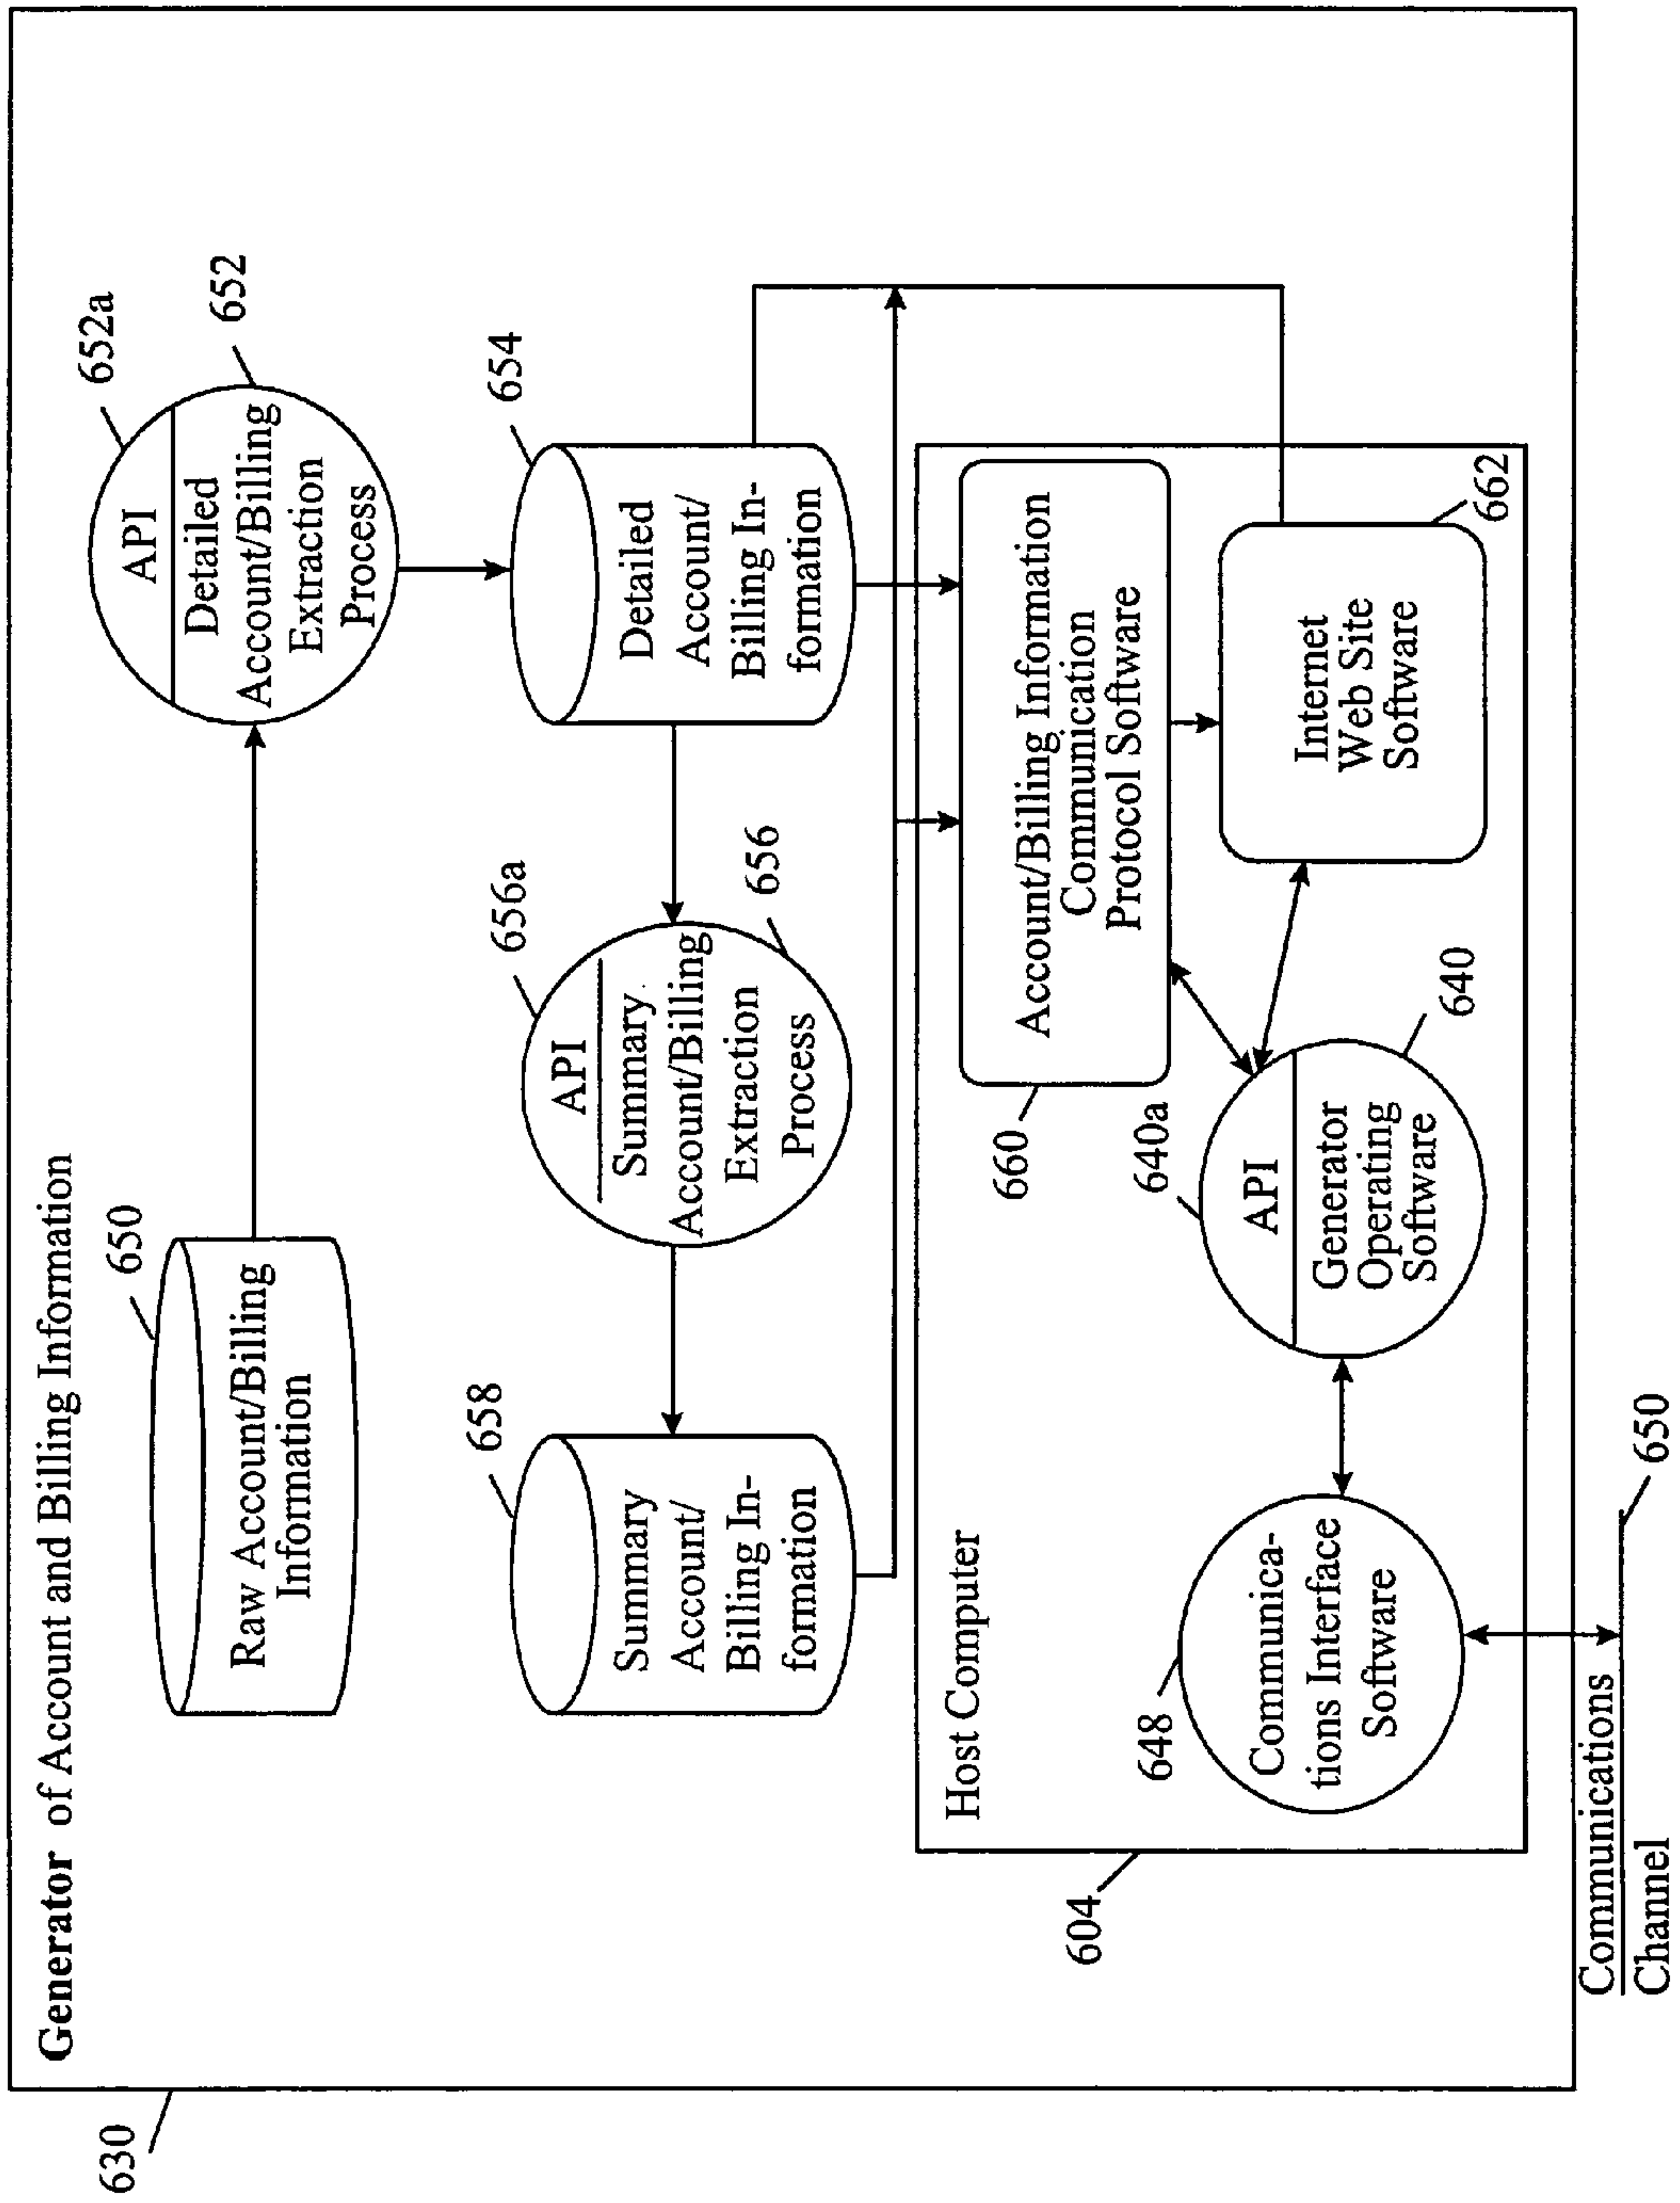 Generator of Account and Billing Information
630
650
Raw Account/Billing
Information
652a
API
652
Detailed
Account/Billing
Extraction
Process
658
Summary
Account/
Billing In-
formation
656a
API
656
Summary
Account/Billing
Extraction
Process
654
Detailed
Account/
Billing In-
formation
604
Host Computer
660
Account/Billing Information
Communication
Protocol Software
648
Communica-
tions Interface
Software
640a
API
640
Generator
Operating
Software
662
Internet
Web Site
Software
Communications
Channel
650